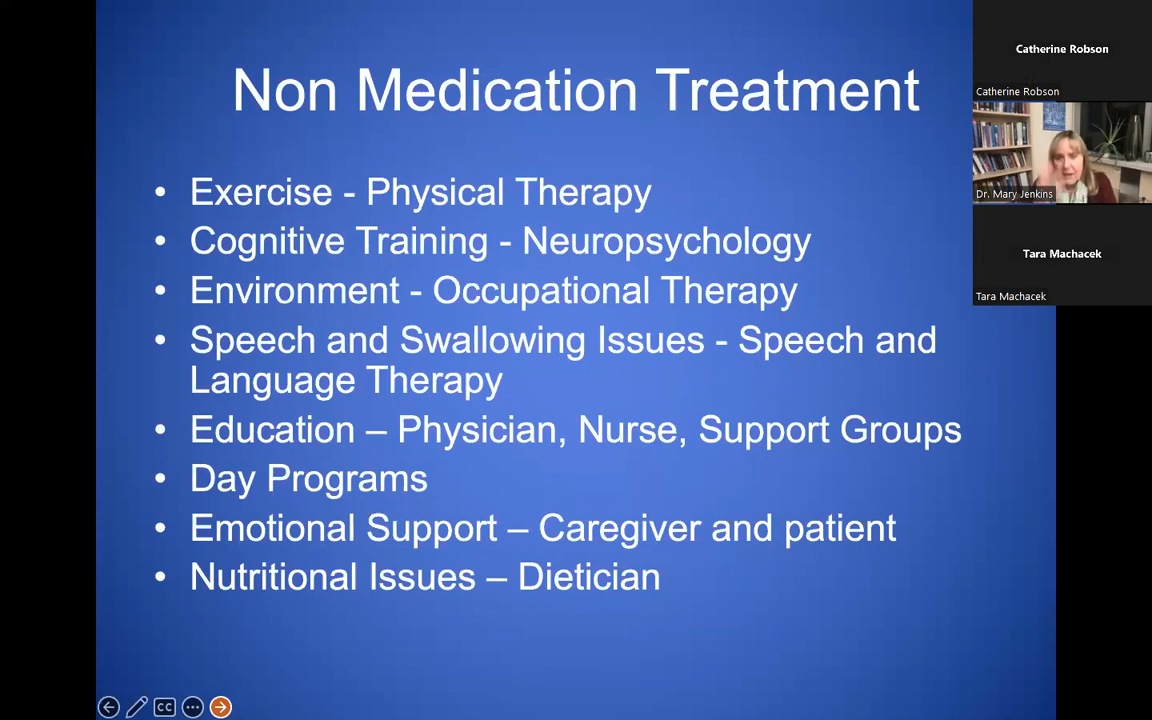 Non Medication Treatment
• Exercise - Physical Therapy
• Cognitive Training - Neuropsychology
• Environment - Occupational Therapy
• Speech and Swallowing Issues - Speech and
Language Therapy
• Education – Physician, Nurse, Support Groups
• Day Programs
• Emotional Support – Caregiver and patient
• Nutritional Issues – Dietician
Catherine Robson
Catherine Robson
Dr. Mary Jenkins
Tara Machacek
Tara Machacek
CC